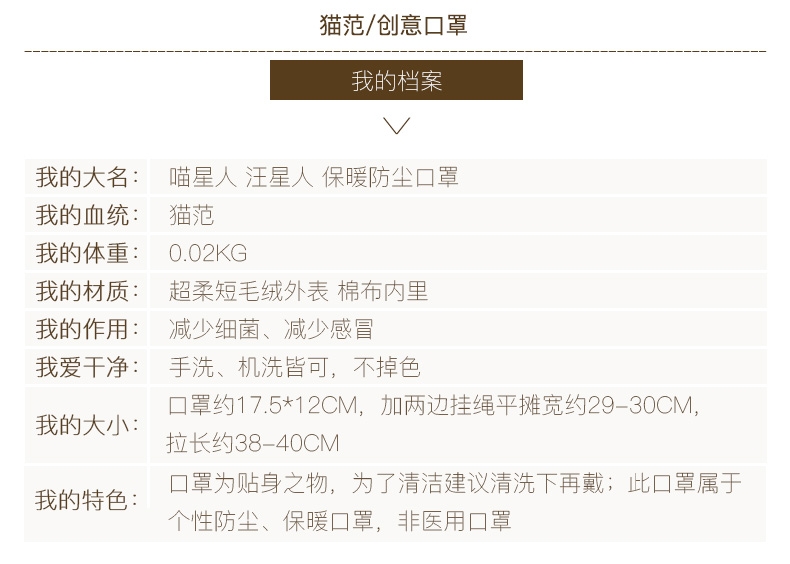 猫范/创意口罩
我的档案
我的大名： 喵星人 汪星人 保暖防尘口罩
我的血统： 猫范
我的体重： 0.02KG
我的材质： 超柔短毛绒外表 棉布内里
我的作用： 减少细菌、减少感冒
我爱干净： 手洗、机洗皆可，不掉色
我的大小： 口罩约17.5*12CM，加两边挂绳平摊宽约29-30CM，
拉长约38-40CM
我的特色： 口罩为贴身之物，为了清洁建议清洗下再戴；此口罩属于
个性防尘、保暖口罩，非医用口罩